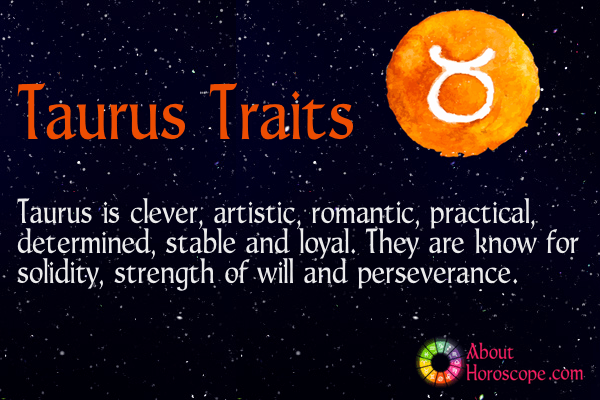 Taurus Traits
Taurus is clever, artistic, romantic, practical,
determined, stable and loyal. They are know for
solidity, strength of will and perseverance.
About
Horoscope.com